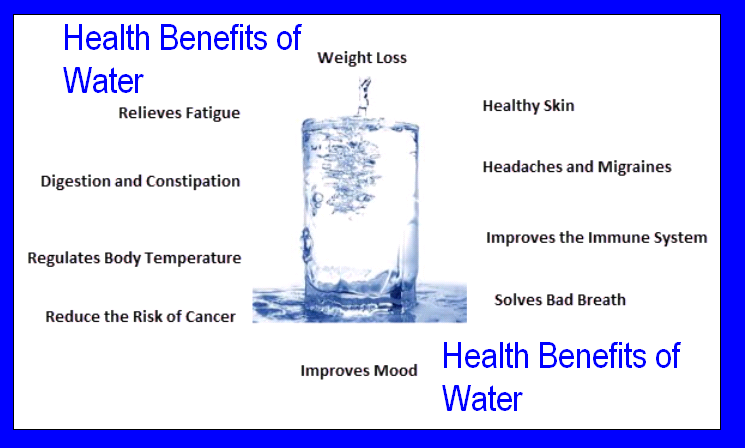 Health Benefits of
Water
Weight Loss
Relieves Fatigue
Healthy Skin
Digestion and Constipation
Headaches and Migraines
Regulates Body Temperature
Improves the Immune System
Reduce the Risk of Cancer
Solves Bad Breath
Improves Mood
Health Benefits of
Water